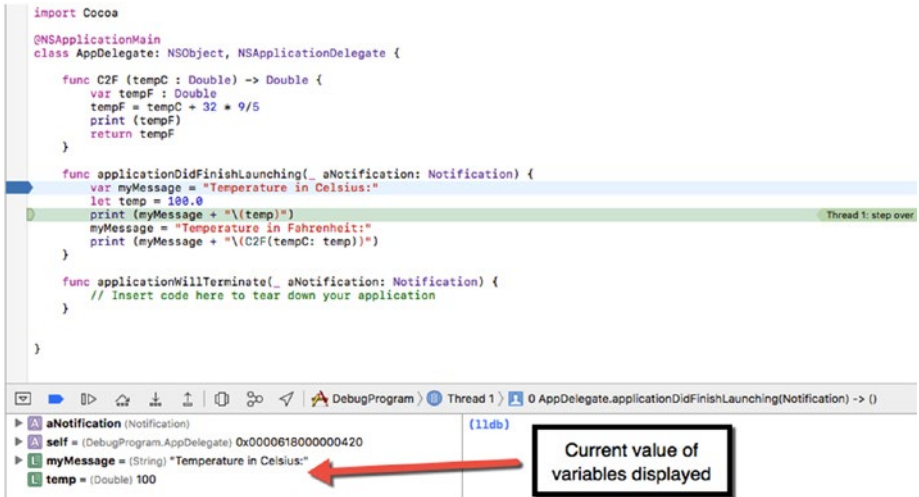 import Cocoa
@NSApplicationMain
class AppDelegate: NSObject, NSApplicationDelegate {
func C2F (tempC : Double) -> Double {
var tempF : Double
tempF = tempC + 32 * 9/5
print (tempF)
return tempF
}
func applicationDidFinishLaunching(_ aNotification: Notification) {
var myMessage = "Temperature in Celsius:"
let temp = 100.0
print (myMessage + "\(temp)")
Thread 1: step over
myMessage = "Temperature in Fahrenheit:"
print (myMessage + "\(C2F(tempC: temp))")
}
func applicationWillTerminate(_ aNotification: Notification) {
// Insert code here to tear down your application
}
}
DebugProgram
Thread 1
0 AppDelegate.applicationDidFinishLaunching(Notification) -> ()
A aNotification (Notification)
A self = (DebugProgram.AppDelegate) 0x0000618000000420
L myMessage = (String) "Temperature in Celsius:"
L temp = (Double) 100
(lldb)
Current value of
variables displayed